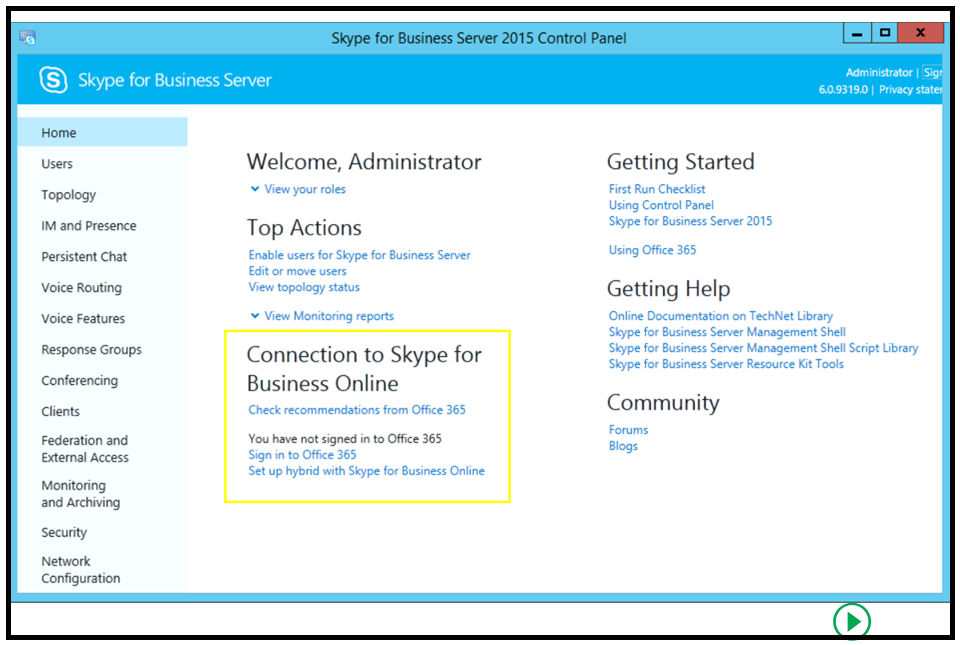 Skype for Business Server 2015 Control Panel
Skype for Business Server
Administrator |
6.0.9319.0 | Privacy
Home
Users
Topology
IM and Presence
Persistent Chat
Voice Routing
Voice Features
Response Groups
Conferencing
Clients
Federation and
External Access
Monitoring
and Archiving
Security
Network
Configuration
Welcome, Administrator
View your roles
Top Actions
Enable users for Skype for Business Server
Edit or move users
View topology status
View Monitoring reports
Connection to Skype for
Business Online
Check recommendations from Office 365
You have not signed in to Office 365
Sign in to Office 365
Set up hybrid with Skype for Business Online
Getting Started
First Run Checklist
Using Control Panel
Skype for Business Server 2015
Using Office 365
Getting Help
Online Documentation on TechNet Library
Skype for Business Server Management Shell
Skype for Business Server Management Shell Script Library
Skype for Business Server Resource Kit Tools
Community
Forums
Blogs